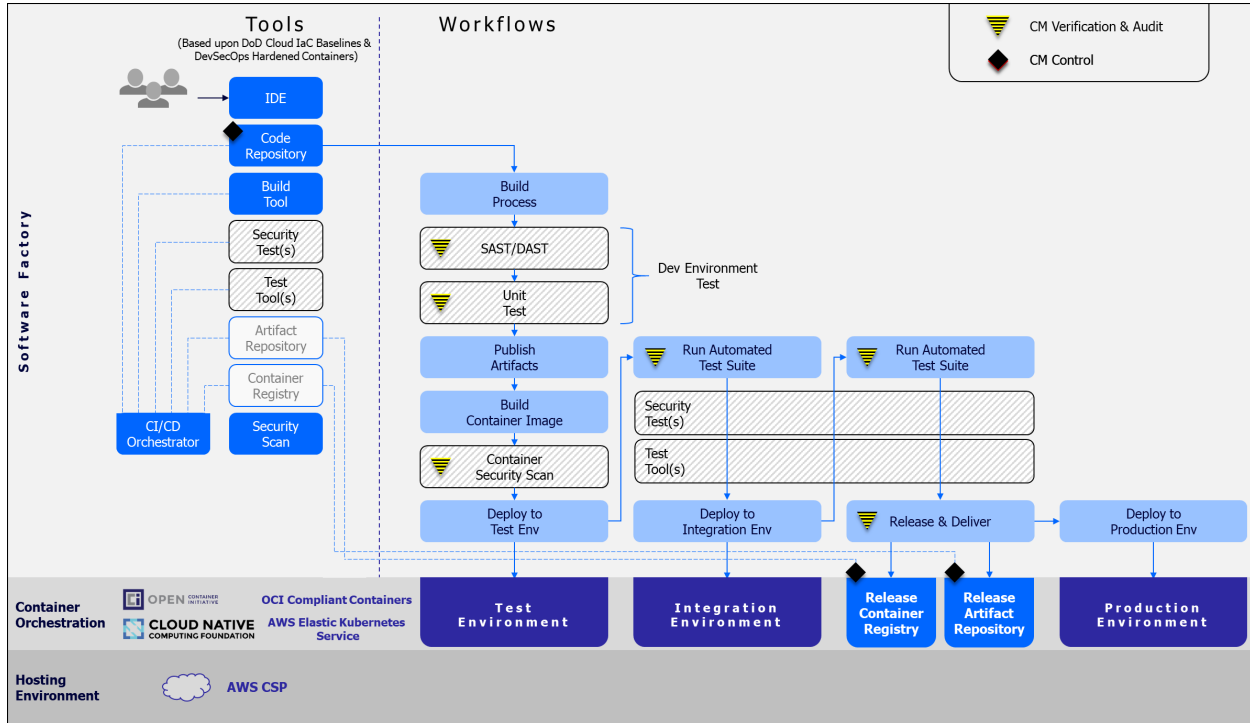 Tools
(Based upon DoD Cloud IaC Baselines &
DevSecOps Hardened Containers)
Workflows
CM Verification & Audit
CM Control
Software Factory
IDE
Code
Repository
Build
Tool
Security
Test(s)
Test
Tool(s)
Artifact
Repository
Container
Registry
CI/CD
Orchestrator
Security
Scan
Build
Process
SAST/DAST
Unit
Test
Dev Environment
Test
Publish
Artifacts
Run Automated
Test Suite
Run Automated
Test Suite
Build
Container Image
Security
Test(s)
Container
Security Scan
Test
Tool(s)
Deploy to
Test Env
Deploy to
Integration Env
Release & Deliver
Deploy to
Production Env
Container
Orchestration
Ci
OPEN CONTAINER
INITIATIVE
OCI Compliant Containers
CLOUD NATIVE
COMPUTING FOUNDATION
AWS Elastic Kubernetes
Service
Test
Environment
Integration
Environment
Release
Container
Registry
Release
Artifact
Repository
Production
Environment
Hosting
Environment
AWS CSP